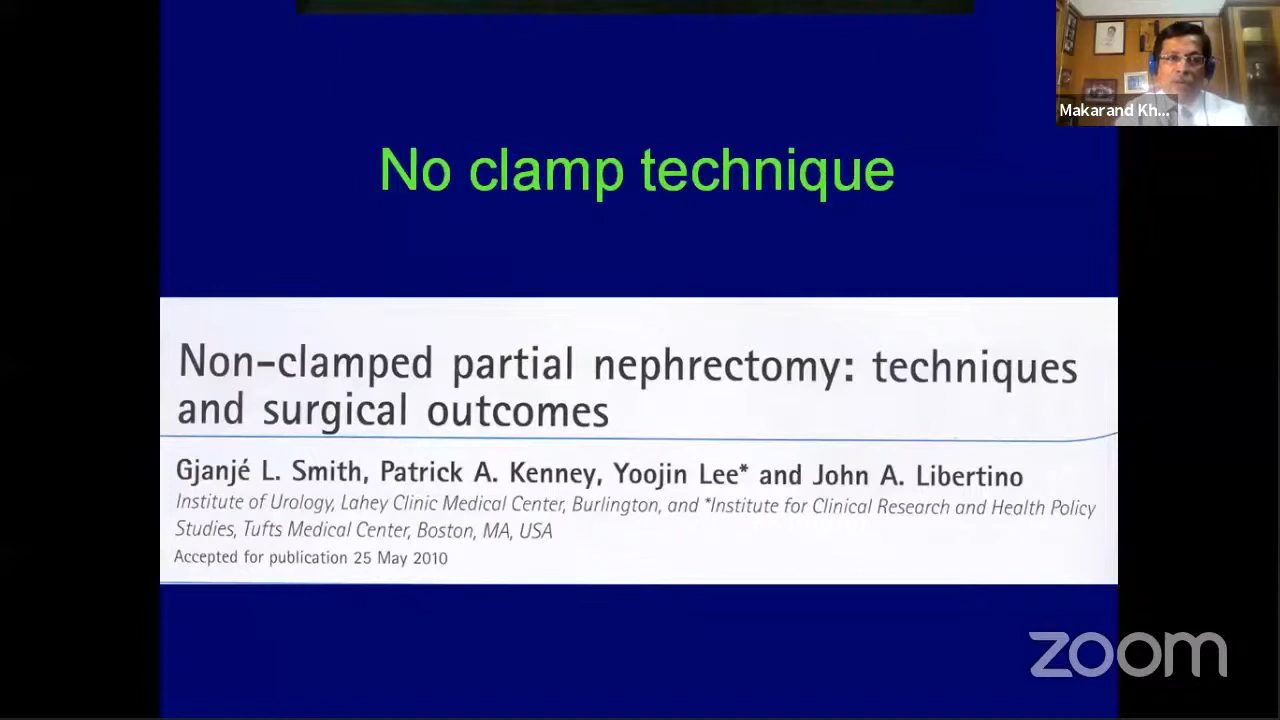 Makarand Kh...
No clamp technique
Non-clamped partial nephrectomy: techniques
and surgical outcomes
Gjanjé L. Smith, Patrick A. Kenney, Yoojin Lee* and John A. Libertino
Institute of Urology, Lahey Clinic Medical Center, Burlington, and *Institute for Clinical Research and Health Policy
Studies, Tufts Medical Center, Boston, MA, USA
Accepted for publication 25 May 2010
zoom